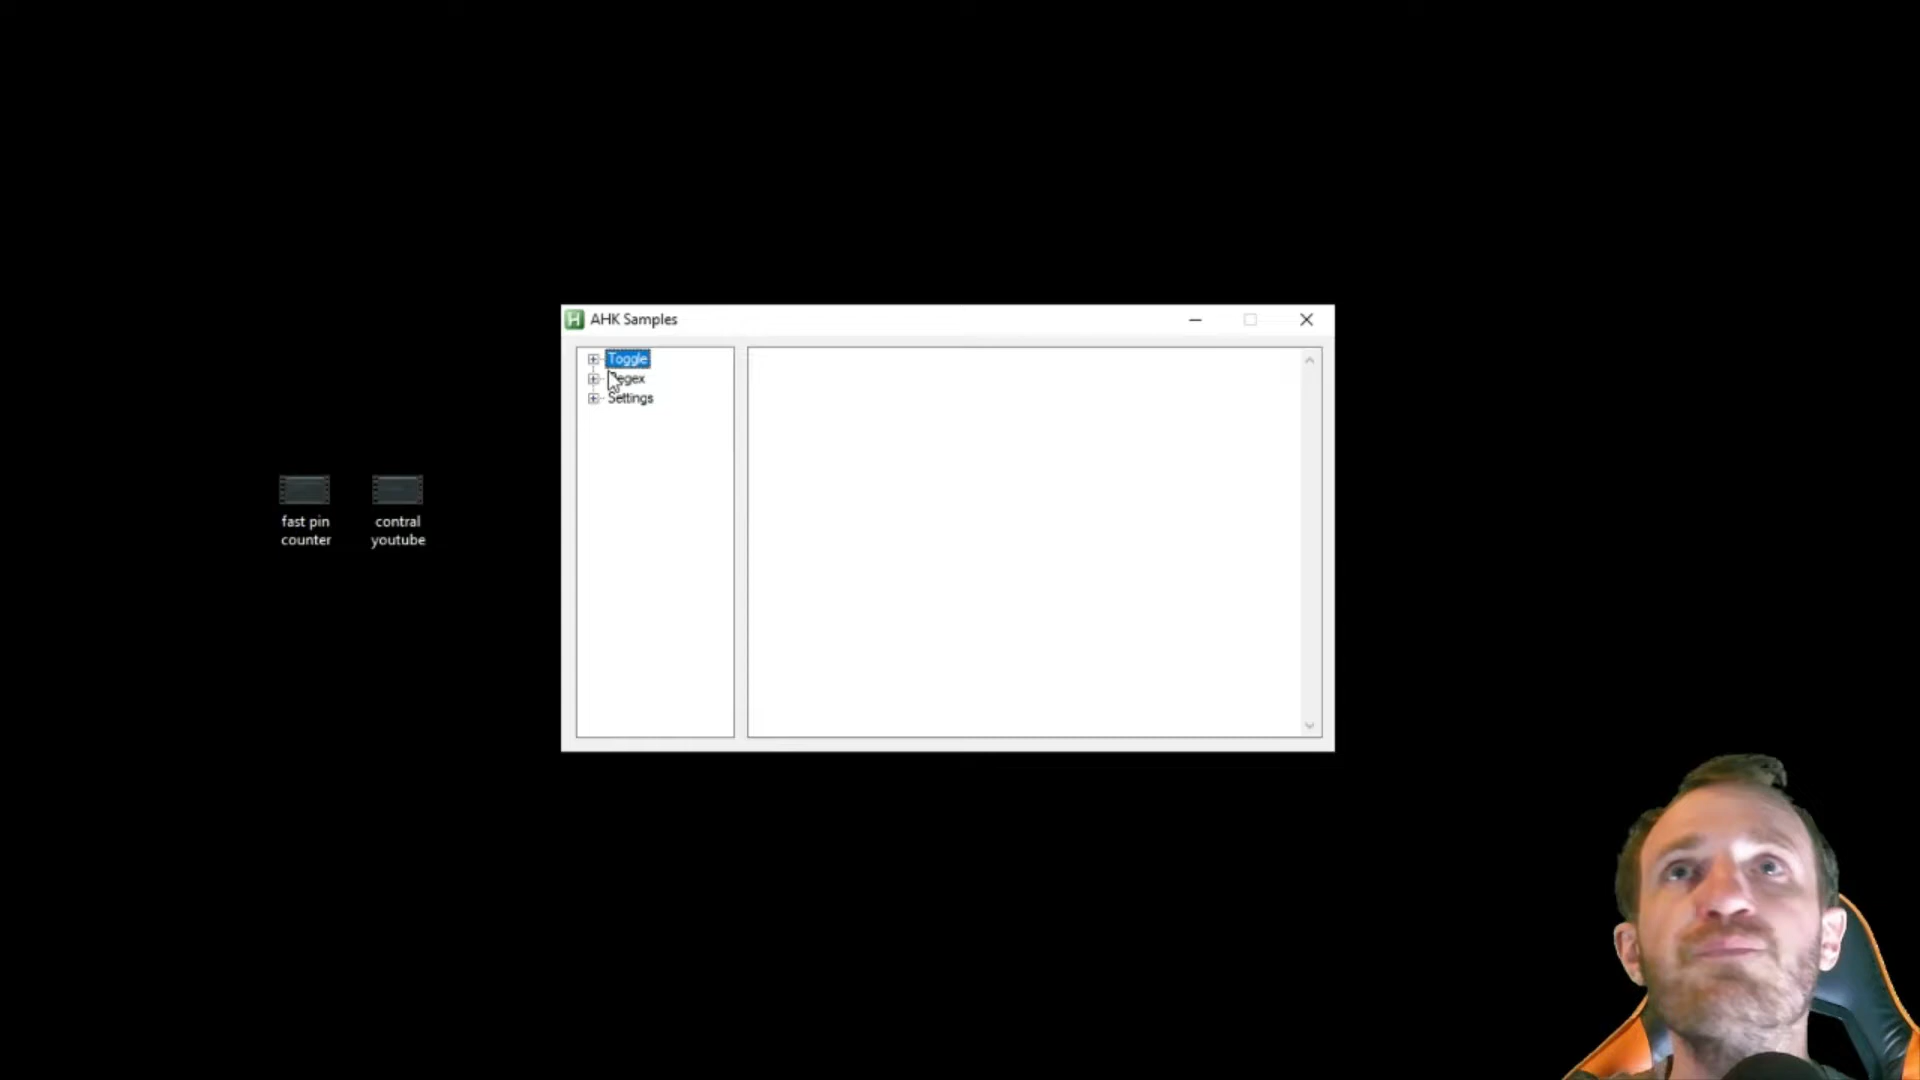 AHK Samples
Toggle
Settings
fast pin
counter
contral
youtube